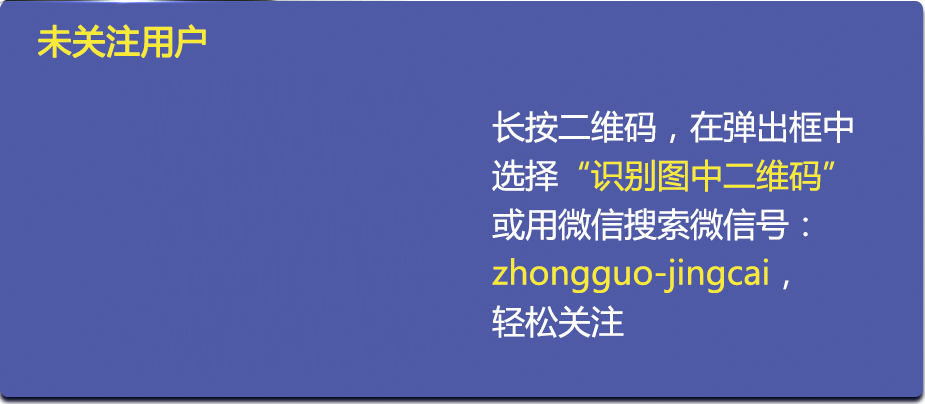 未关注用户
长按二维码，在弹出框中
选择“识别图中二维码”
或用微信搜索微信号：
zhongguo-jingcai，
轻松关注